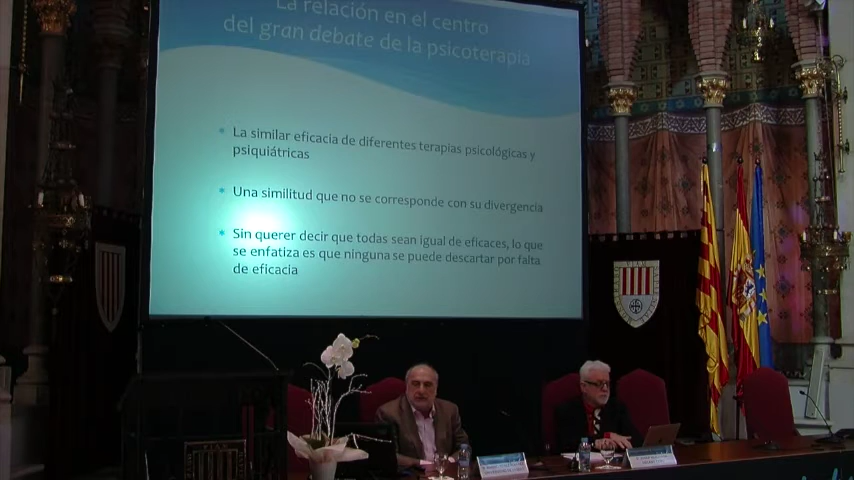 La relación en el centro
del gran debate de la psicoterapia
La similar eficacia de diferentes terapias psicológicas y
psiquiátricas
Una similitud que no se corresponde con su divergencia
Sin querer decir que todas sean igual de eficaces, lo que
se enfatiza es que ninguna se puede descartar por falta
de eficacia